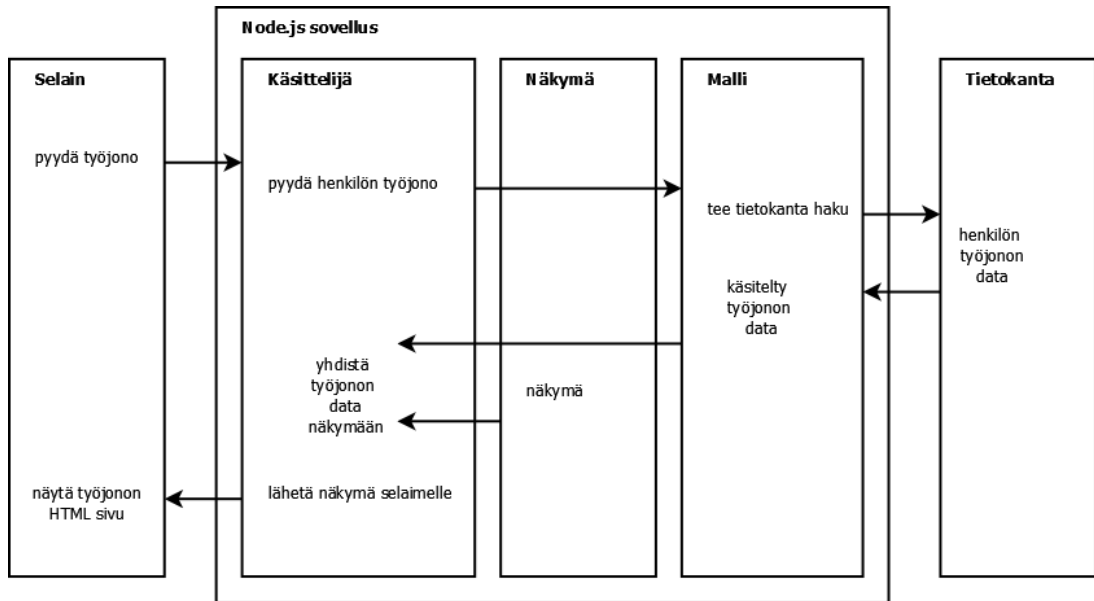 Node.js sovellus
Selain
Käsittelijä
Näkymä
Malli
Tietokanta
pyydä työjono
pyydä henkilön työjono
tee tietokanta haku
henkilön
työjonon
data
käsitelty
työjonon
data
yhdistä
työjonon
data
näkymään
näkymä
lähetä näkymä selaimelle
näytä työjonon
HTML sivu